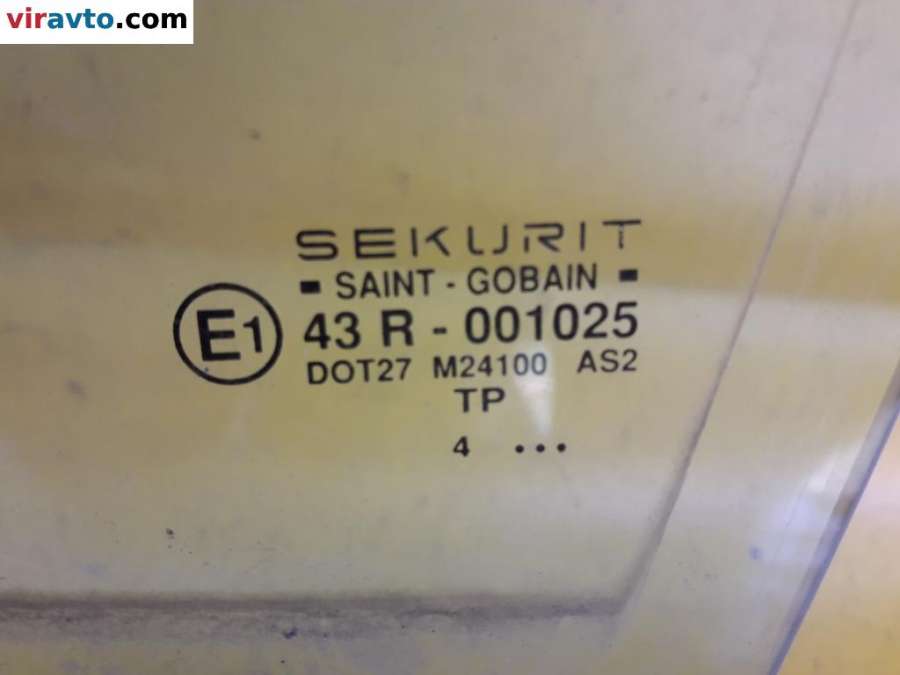 viravto.com
SEKURIT
SAINT - GOBAIN
E1
43 R - 001025
DOT27 M24100 AS2
TP
4 ...